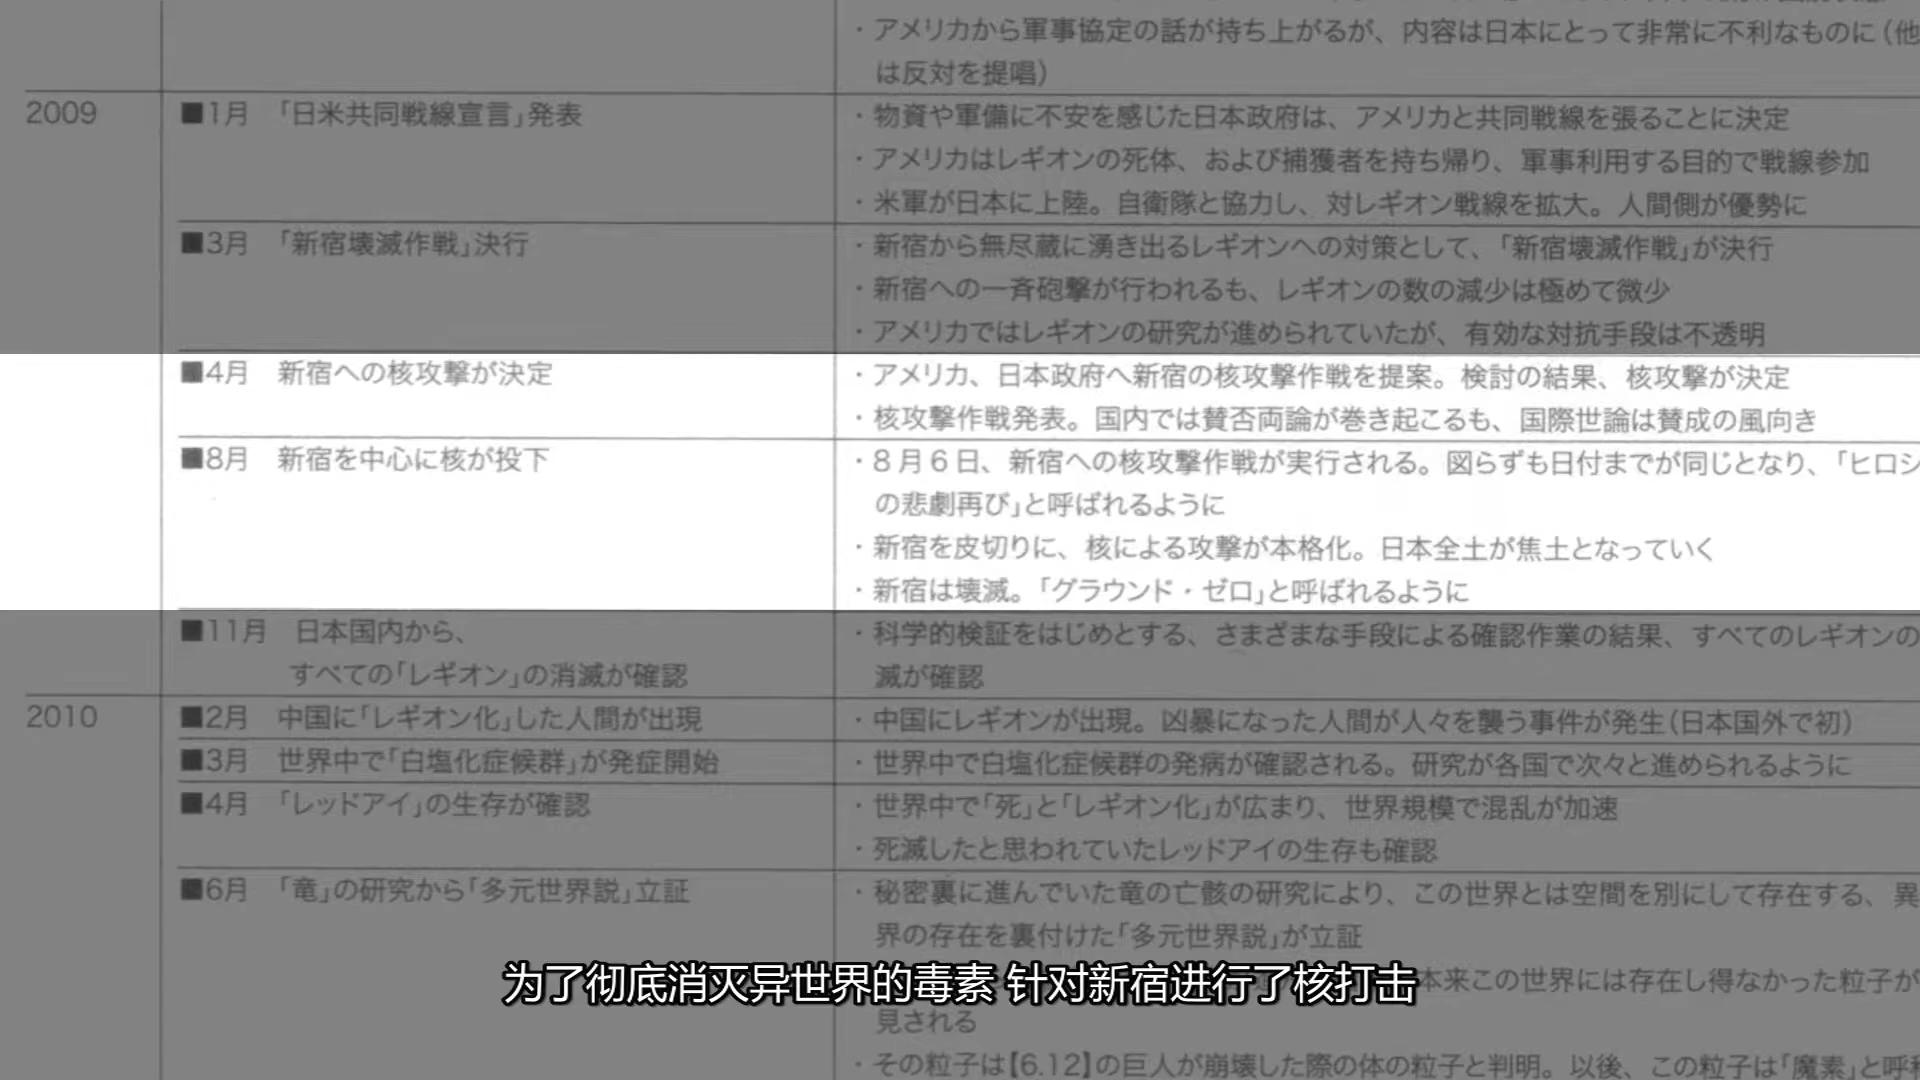 ・アメリカから軍事協定の話が持ち上がるが、内容は日本にとって非常に不利なものに(他
は反対を提唱)
2009
■1月 「日米共同戦線宣言」発表
・物資や軍備に不安を感じた日本政府は、アメリカと共同戦線を張ることに決定
・アメリカはレギオンの死体、および捕獲者を持ち帰り、軍事利用する目的で戦線参加
・米軍が日本に上陸。自衛隊と協力し、対レギオン戦線を拡大。人間側が優勢に
■3月 「新宿壊滅作戦」決行
・新宿から無尽蔵に湧き出るレギオンへの対策として、「新宿壊滅作戦」が決行
・新宿への一斉砲撃が行われるも、レギオンの数の減少は極めて微少
・アメリカではレギオンの研究が進められていたが、有効な対抗手段は不透明
■4月 新宿への核攻撃が決定
・アメリカ、日本政府へ新宿の核攻撃作戦を提案。検討の結果、核攻撃が決定
・核攻撃作戦発表。国内では賛否両論が巻き起こるも、国際世論は賛成の風向き
■8月 新宿を中心に核が投下
・8月6日、新宿への核攻撃作戦が実行される。図らずも日付までが同じとなり、「ヒロシ
の悲劇再び」と呼ばれるように
・新宿を皮切りに、核による攻撃が本格化。日本全土が焦土となっていく
・新宿は壊滅。「グラウンド・ゼロ」と呼ばれるように
■11月 日本国内から、
すべての「レギオン」の消滅が確認
・科学的検証をはじめとする、さまざまな手段による確認作業の結果、すべてのレギオンの
滅が確認
2010
■2月 中国に「レギオン化」した人間が出現
・中国にレギオンが出現。凶暴になった人間が人々を襲う事件が発生(日本国外で初)
■3月 世界中で「白塩化症候群」が発症開始
・世界中で白塩化症候群の発病が確認される。研究が各国で次々と進められるように
■4月 「レッドアイ」の生存が確認
・世界中で「死」と「レギオン化」が広まり、世界規模で混乱が加速
・死滅したと思われていたレッドアイの生存も確認
■6月 「竜」の研究から「多元世界説」立証
・秘密裏に進んでいた竜の亡骸の研究により、この世界とは空間を別にして存在する、異
界の存在を裏付けた「多元世界説」が立証
本来この世界には存在し得なかった粒子が
見される
・その粒子は【6.12】の巨人が崩壊した際の体の粒子と判明。以後、この粒子は「魔素」と呼称
为了彻底消灭异世界的毒素 针对新宿进行了核打击